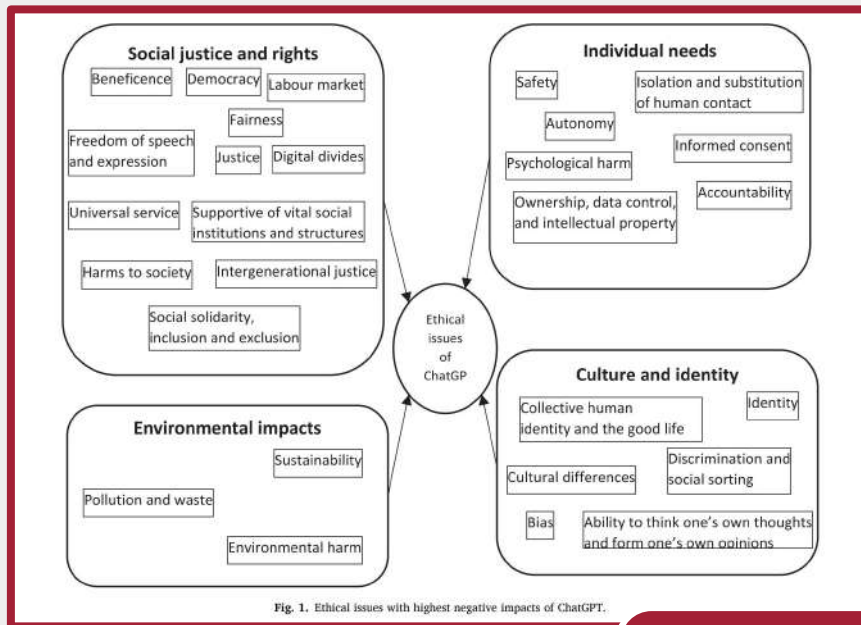 Social justice and rights
Beneficence
Democracy
Labour market
Fairness
Freedom of speech
and expression
Justice
Digital divides
Universal service
Supportive of vital social
institutions and structures
Harms to society
Intergenerational justice
Social solidarity,
inclusion and exclusion
Individual needs
Safety
Isolation and substitution
of human contact
Autonomy
Informed consent
Psychological harm
Accountability
Ownership, data control,
and intellectual property
Ethical
issues
of
ChatGP
Environmental impacts
Sustainability
Pollution and waste
Environmental harm
Culture and identity
Identity
Collective human
identity and the good life
Discrimination and
social sorting
Cultural differences
Bias
Ability to think one's own thoughts
and form one's own opinions
Fig. 1. Ethical issues with highest negative impacts of ChatGPT.